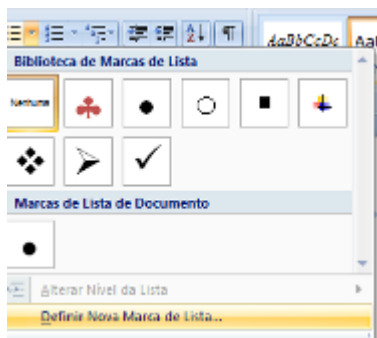 AaBbCcDc Aa
Biblioteca de Marcas de Lista
Nenhuma
Marcas de Lista de Documento
Alterar Nível da Lista
Definir Nova Marca de Lista...